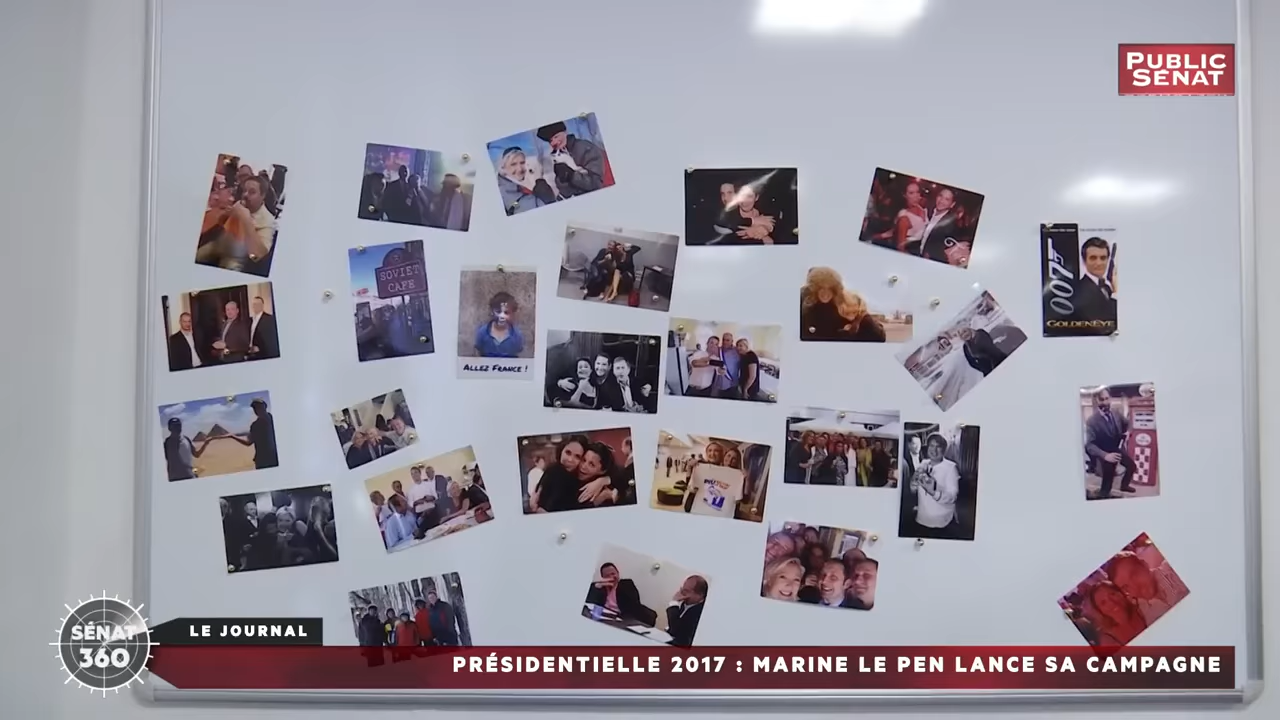 PUBLIC
SÉNAT
SOVIET
CAFE
007
GOLDENEYE
ALLEZ FRANCE !
SÉNAT
360
LE JOURNAL
PRÉSIDENTIELLE 2017 : MARINE LE PEN LANCE SA CAMPAGNE